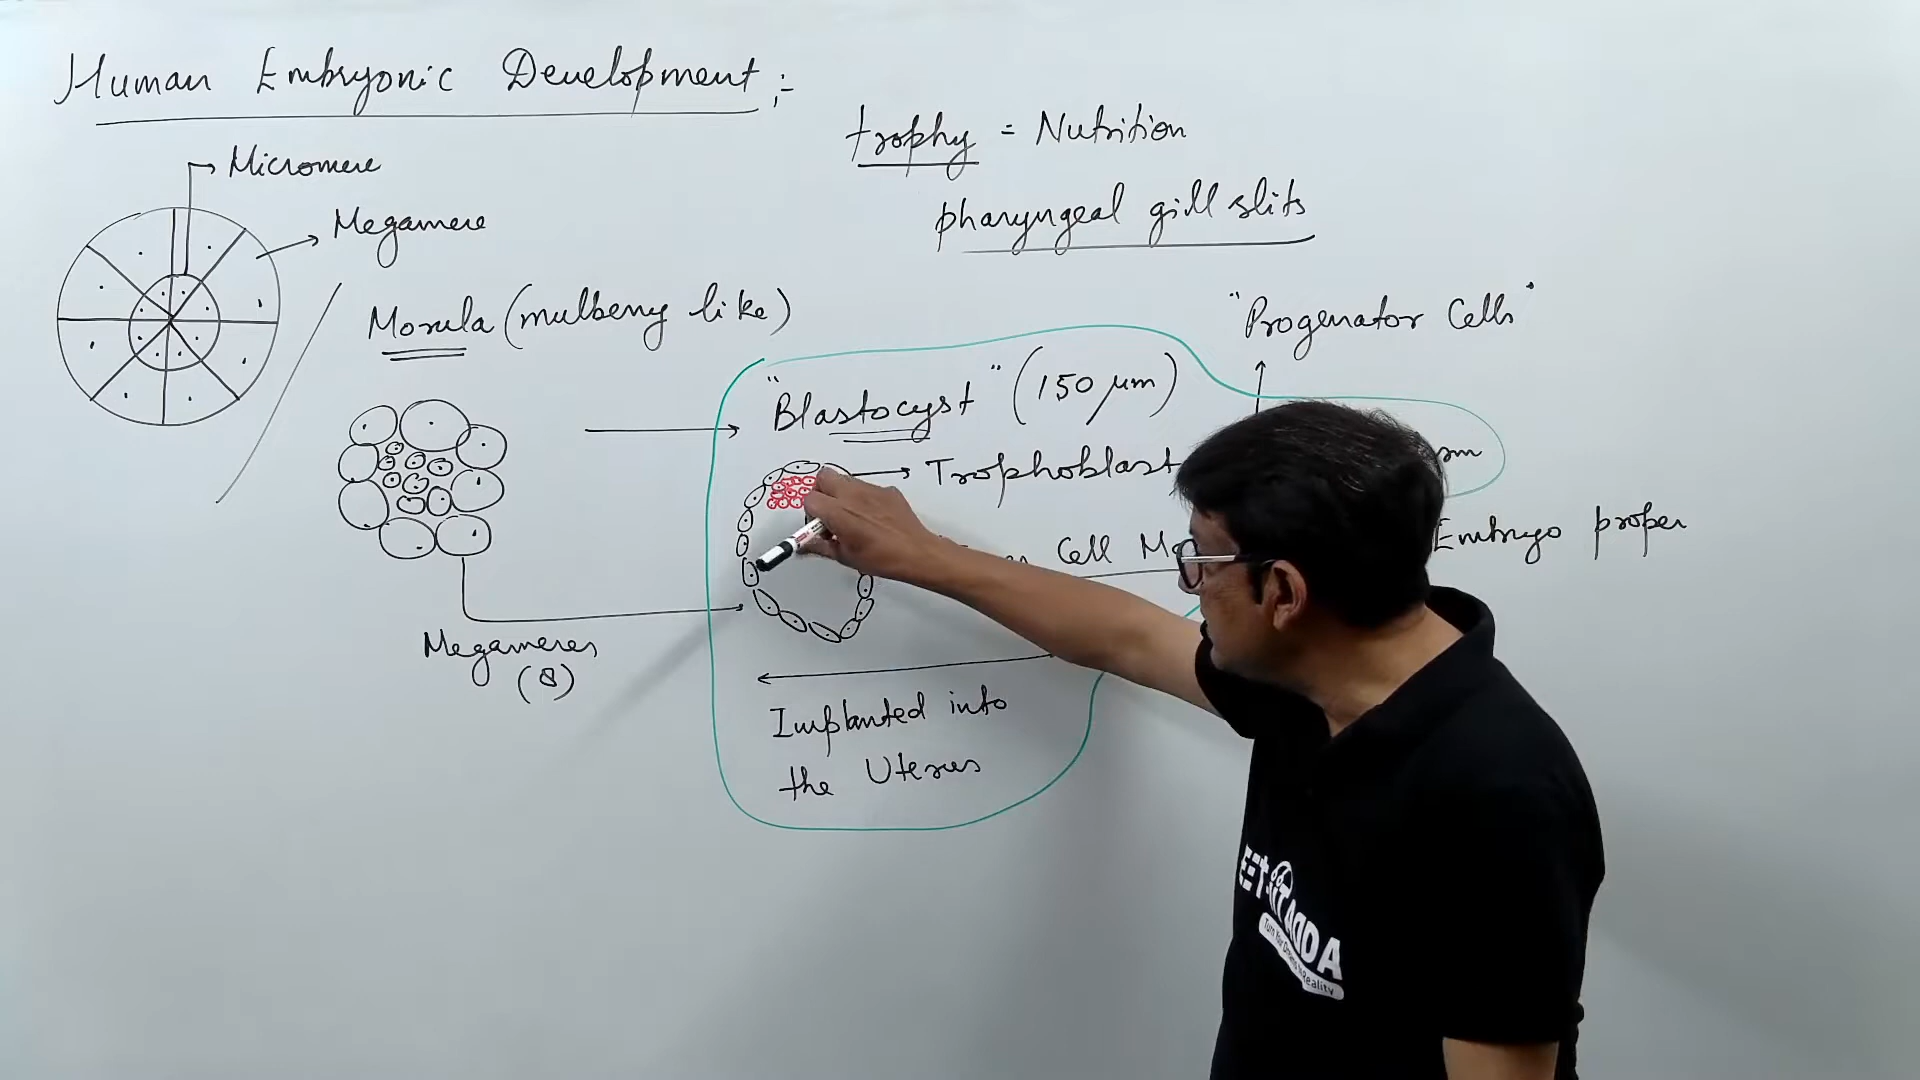 Human Embryonic Development :-
trophy = Nutrition
Micromere
pharyngeal gill slits
Megamere
Morula (mulberry like)
"Progenator Cells"
"Blastocyst" (150 μm)
Trophoblast
Cell
Embryo proper
Megameres
(8)
Implanted into
the Uterus